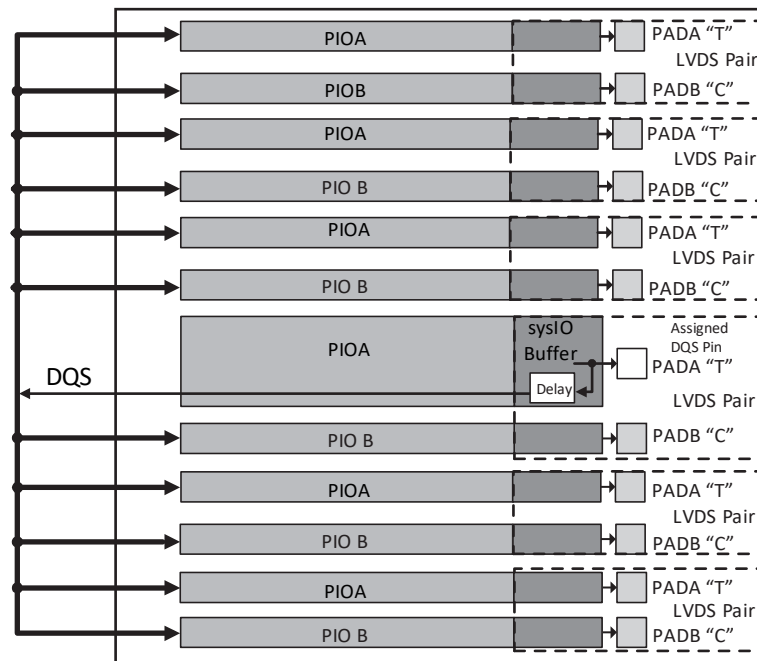 PIOA
PADA “T”
LVDS Pair
PIOB
PADB “C”
PIOA
PADA “T”
LVDS Pair
PIO B
PADB “C”
PIOA
PADA “T”
LVDS Pair
PIO B
PADB “C”
sysIO
Buffer
Assigned
DQS Pin
PIOA
PADA “T”
DQS
Delay
LVDS Pair
PIO B
PADB “C”
PIOA
PADA “T”
LVDS Pair
PIO B
PADB “C”
PIOA
PADA “T”
LVDS Pair
PIO B
PADB “C”